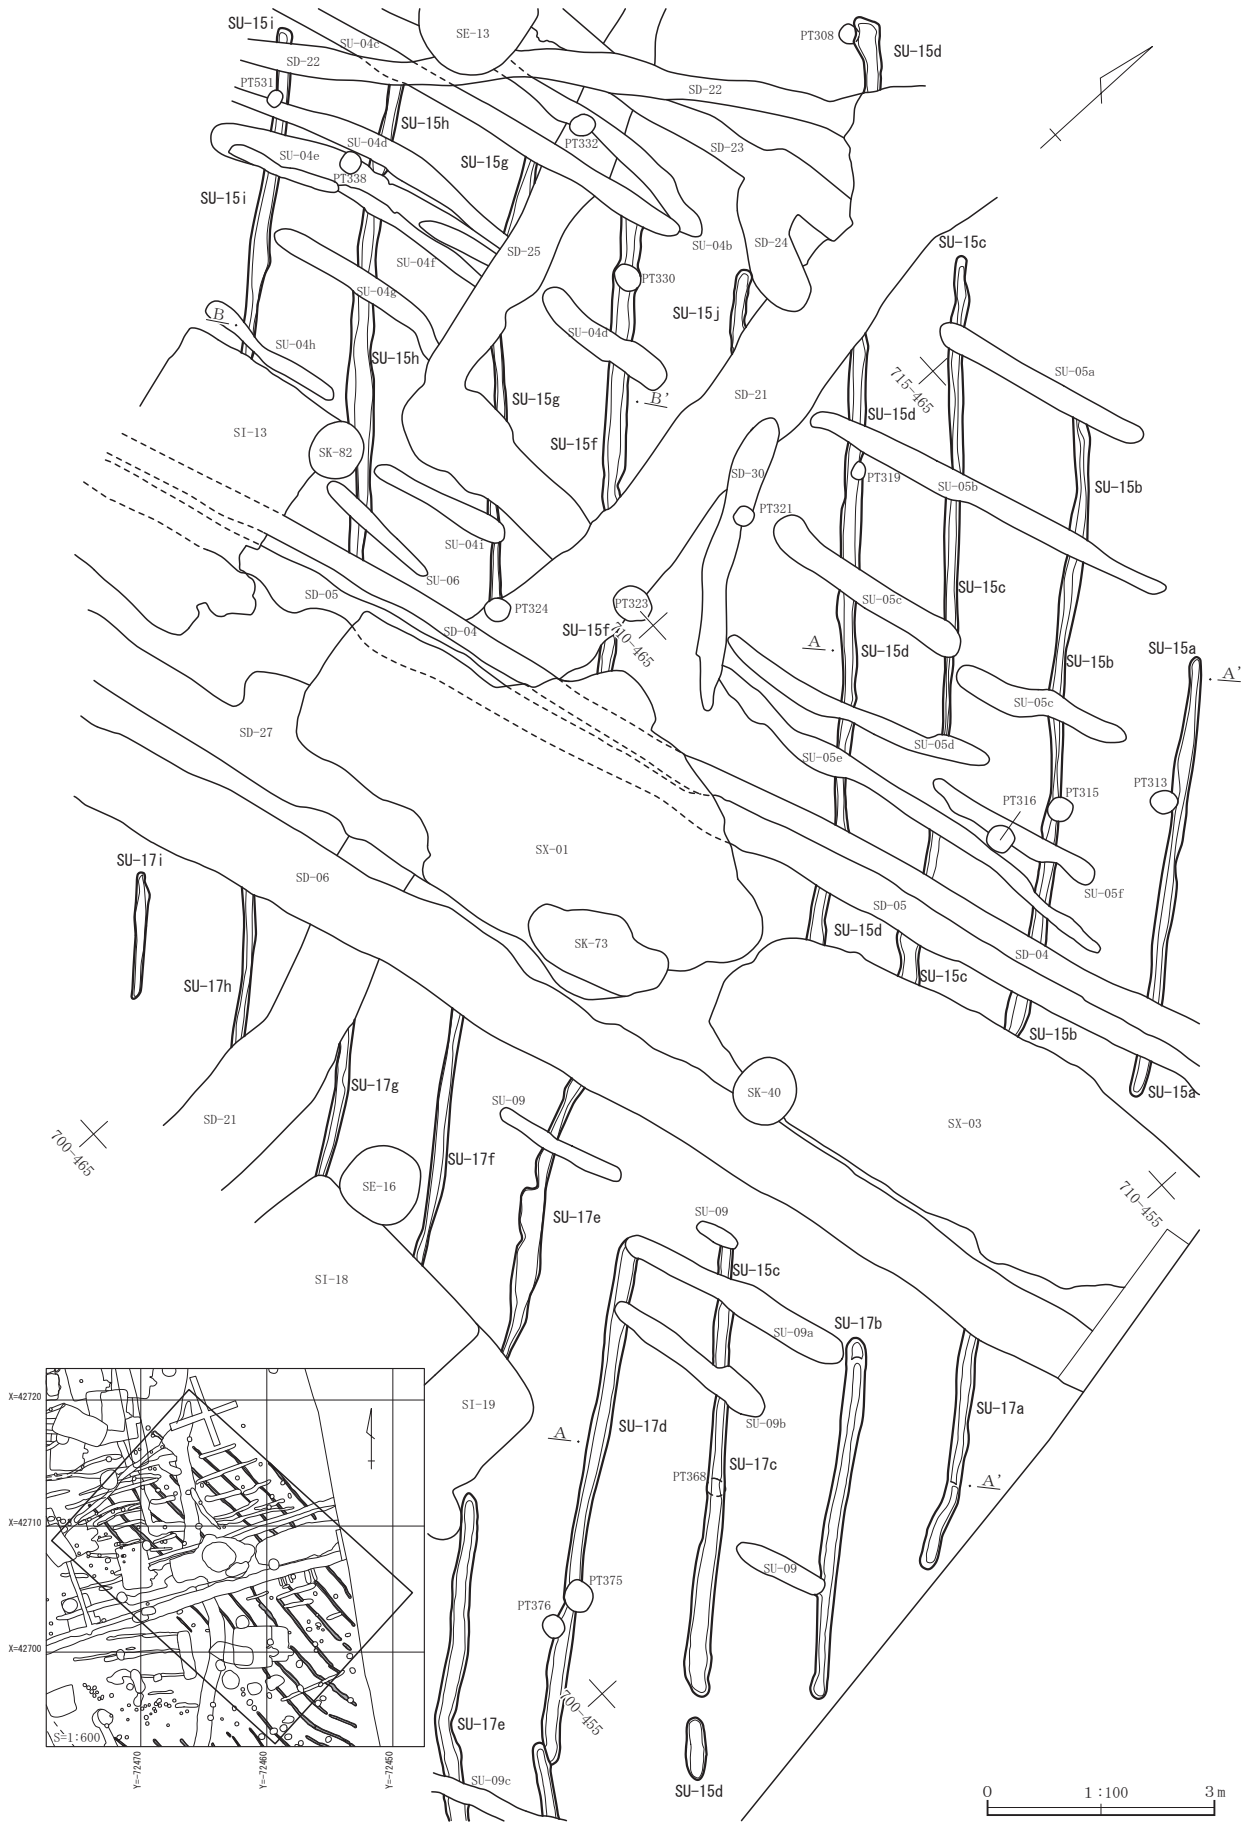 SU-15i
SU-04c
SE-13
PT308
SU-15d
SD-22
SD-22
PT531
SU-15h
SU-04d
PT332
SD-23
SU-04e
SU-15g
PT338
SU-15i
SU-04b
SD-24
SU-15c
SD-25
SU-04f
PT330
SU-04g
B
SU-15j
SU-04d
SU-04h
SU-15h
715-465
SU-05a
SD-21
SU-15g
B'
SU-15d
SI-13
SU-15f
SK-82
SD-30
PT319
SU-05b
SU-15b
PT321
SU-04i
SU-06
SU-15c
SD-05
PT323
SU-05c
PT324
SD-04
SU-15f
710-465
A
SU-15d
SU-15a
SU-15b
A'
SU-05c
SD-27
SU-05d
SU-05e
PT313
PT316
PT315
SX-01
SU-17i
SD-06
SU-05f
SD-05
SK-73
SU-15d
SD-04
SU-15c
SU-17h
SU-15b
SU-17g
SU-09
SK-40
SU-15a
SD-21
SX-03
700-465
SU-17f
SE-16
710-455
SU-17e
SU-09
SI-18
SU-15c
SU-09a
SU-17b
X=42720
SI-19
SU-17a
SU-17d
SU-09b
A
SU-17c
PT368
A'
X=42710
SU-09
PT375
PT376
X=42700
700-455
SU-17e
S=1:600
Y=-72470
Y=-72460
Y=-72450
SU-09c
SU-15d
0
1:100
3m